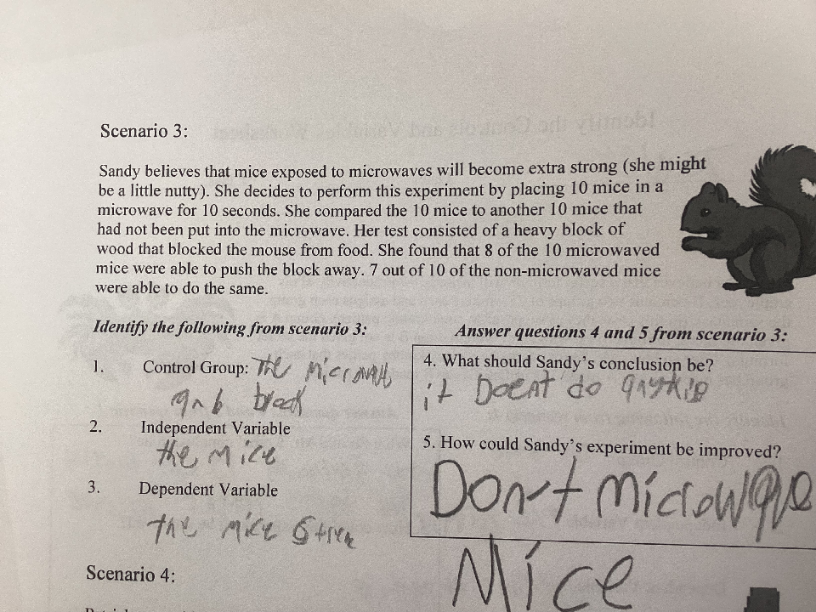 Scenario 3:
Sandy believes that mice exposed to microwaves will become extra strong (she might
be a little nutty). She decides to perform this experiment by placing 10 mice in a
microwave for 10 seconds. She compared the 10 mice to another 10 mice that
had not been put into the microwave. Her test consisted of a heavy block of
wood that blocked the mouse from food. She found that 8 of the 10 microwaved
mice were able to push the block away. 7 out of 10 of the non-microwaved mice
were able to do the same.
Identify the following from scenario 3:
1. Control Group: The
2. Independent Variable
the mice
3. Dependent Variable
the mice
Answer questions 4 and 5 from scenario 3:
4. What should Sandy's conclusion be?
it Doent do
5. How could Sandy's experiment be improved?
Don't microwave
Mice
Scenario 4: